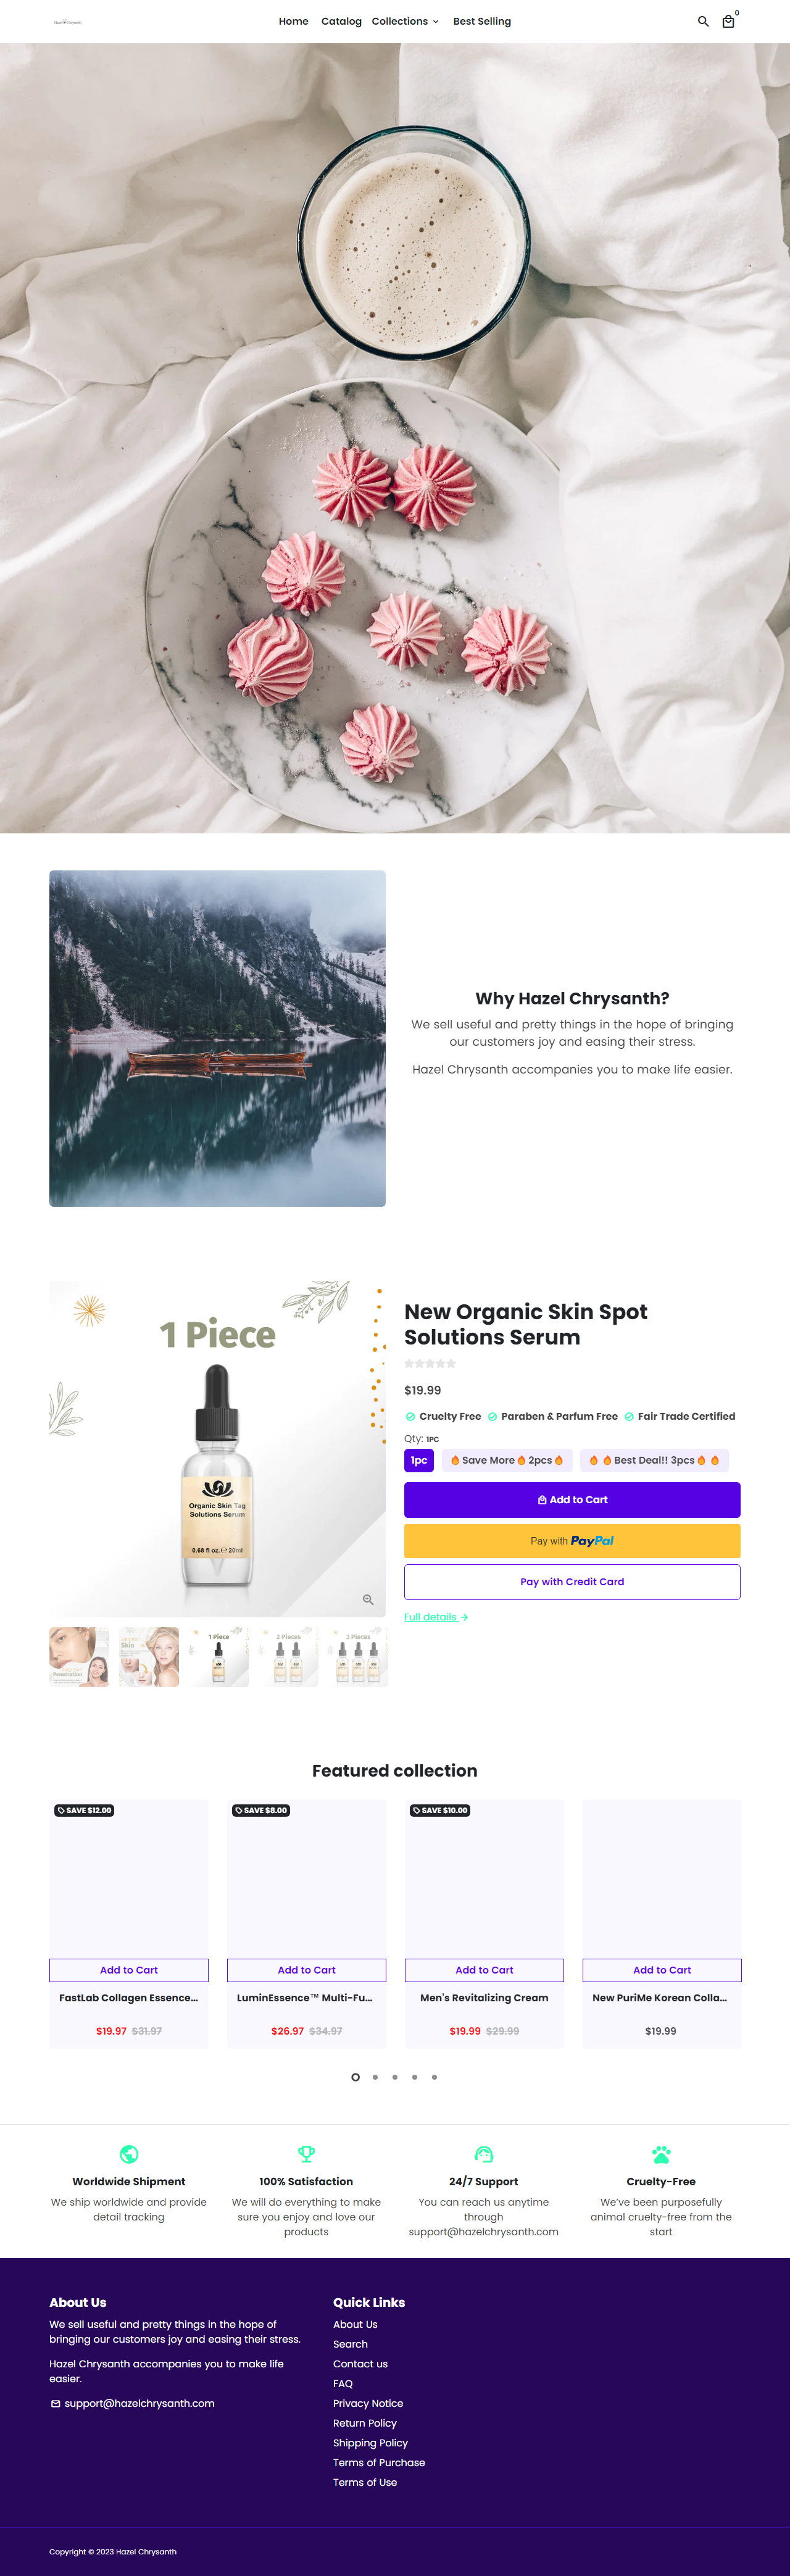 Hazel Chrysanth
Home Catalog Collections Best Selling
0
Why Hazel Chrysanth?
We sell useful and pretty things in the hope of bringing
our customers joy and easing their stress.
Hazel Chrysanth accompanies you to make life easier.
1 Piece
Organic Skin Tag
Solutions Serum
0.68 fl oz. ℮ 20ml
1 Piece
2 Pieces
3 Pieces
New Organic Skin Spot
Solutions Serum
$19.99
Cruelty Free Paraben & Parfum Free Fair Trade Certified
Qty: 1PC
1pc 🔥Save More🔥2pcs🔥 🔥 🔥Best Deal!! 3pcs🔥 🔥
Add to Cart
Pay with PayPal
Pay with Credit Card
Full details →
Featured collection
SAVE $12.00
SAVE $8.00
SAVE $10.00
Add to Cart
Add to Cart
Add to Cart
Add to Cart
FastLab Collagen Essence...
LuminEssence™ Multi-Fu...
Men's Revitalizing Cream
New PuriMe Korean Colla...
$19.97 $31.97
$26.97 $34.97
$19.99 $29.99
$19.99
Worldwide Shipment
We ship worldwide and provide
detail tracking
100% Satisfaction
We will do everything to make
sure you enjoy and love our
products
24/7 Support
You can reach us anytime
through
support@hazelchrysanth.com
Cruelty-Free
We've been purposefully
animal cruelty-free from the
start
About Us
We sell useful and pretty things in the hope of
bringing our customers joy and easing their stress.
Hazel Chrysanth accompanies you to make life
easier.
support@hazelchrysanth.com
Quick Links
About Us
Search
Contact us
FAQ
Privacy Notice
Return Policy
Shipping Policy
Terms of Purchase
Terms of Use
Copyright © 2023 Hazel Chrysanth